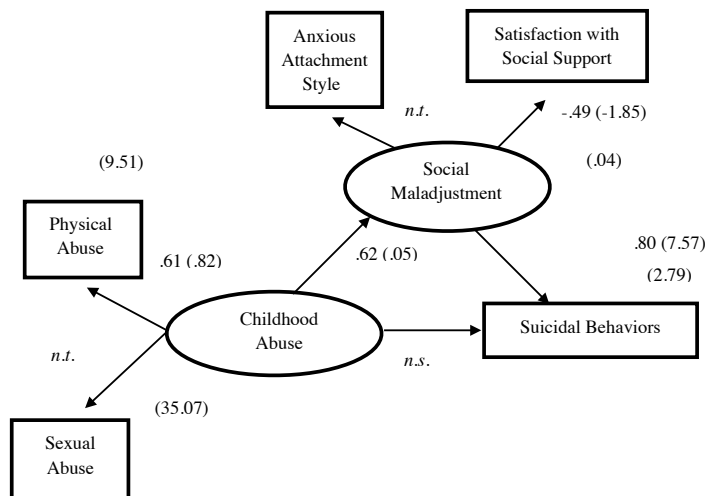 Anxious
Attachment
Style
Satisfaction with
Social Support
n.t.
-.49 (-1.85)
(9.51)
Social
Maladjustment
(.04)
Physical
Abuse
.61 (.82)
.62 (.05)
.80 (7.57)
(2.79)
Childhood
Abuse
Suicidal Behaviors
n.t.
n.s.
(35.07)
Sexual
Abuse